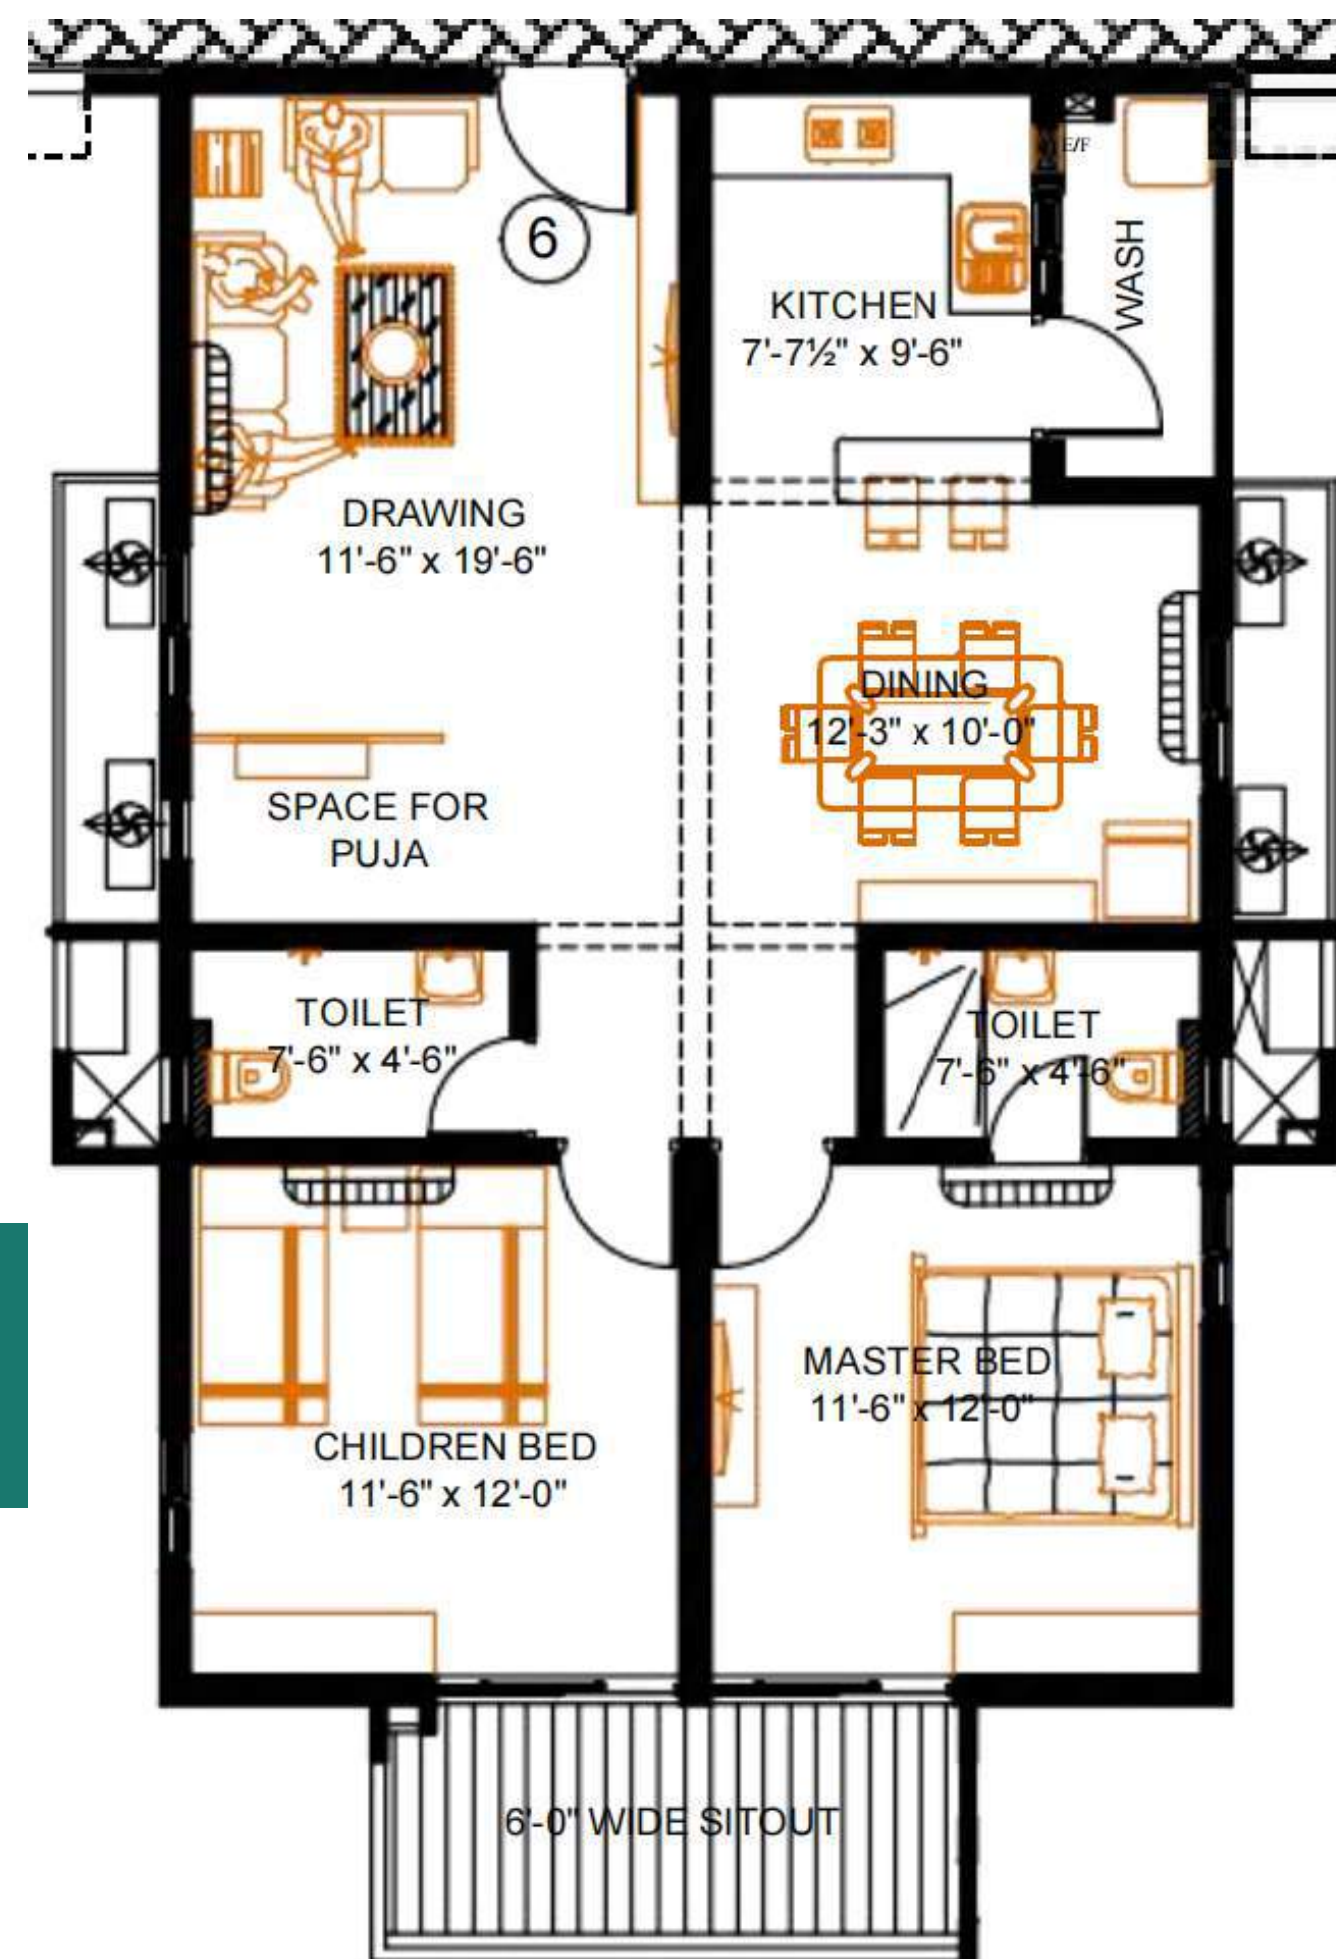 6
E/F
WASH
KITCHEN
7'-7½" x 9'-6"
DRAWING
11'-6" x 19'-6"
DINING
12'-3" x 10'-0"
SPACE FOR
PUJA
TOILET
7'-6" x 4'-6"
TOILET
7'-6" x 4'-6"
MASTER BED
11'-6" x 12'-0"
CHILDREN BED
11'-6" x 12'-0"
6'-0" WIDE SITOUT